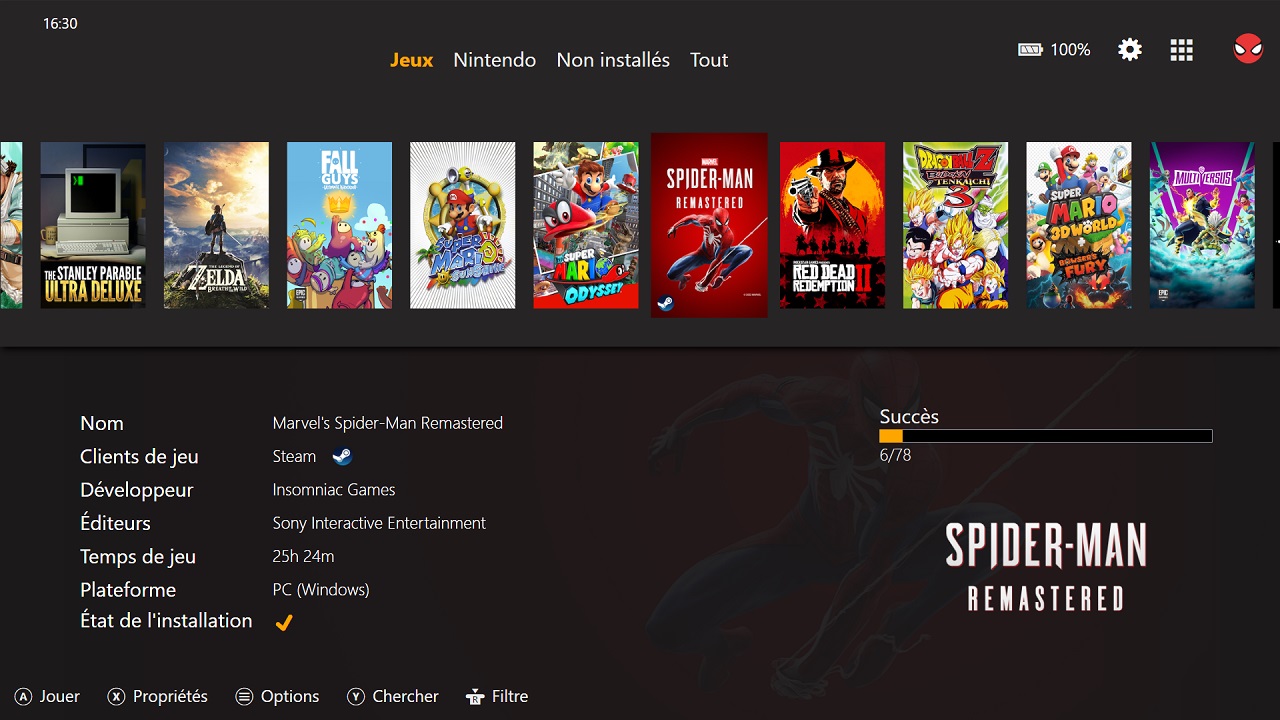 16:30
Jeux Nintendo Non installés Tout
100%
THE STANLEY PARABLE
ULTRA DELUXE
THE LEGEND OF
ZELDA
BREATH OF THE WILD
FALL
GUYS
EPIC
SUPER
MARIO
SUNSHINE
SUPER
MARIO
ODYSSEY
MARVEL
SPIDER-MAN
REMASTERED
RED DEAD
REDEMPTION II
DRAGON BALL Z
BUDOKAI
TENKAICHI
3
SUPER
MARIO
3D WORLD
BOWSER'S
FURY
MULTIVERSUS
EPIC
Nom Marvel's Spider-Man Remastered
Clients de jeu Steam
Développeur Insomniac Games
Éditeurs Sony Interactive Entertainment
Temps de jeu 25h 24m
Plateforme PC (Windows)
État de l'installation
Succès
6/78
SPIDER-MAN
REMASTERED
A Jouer X Propriétés Options Y Chercher R Filtre